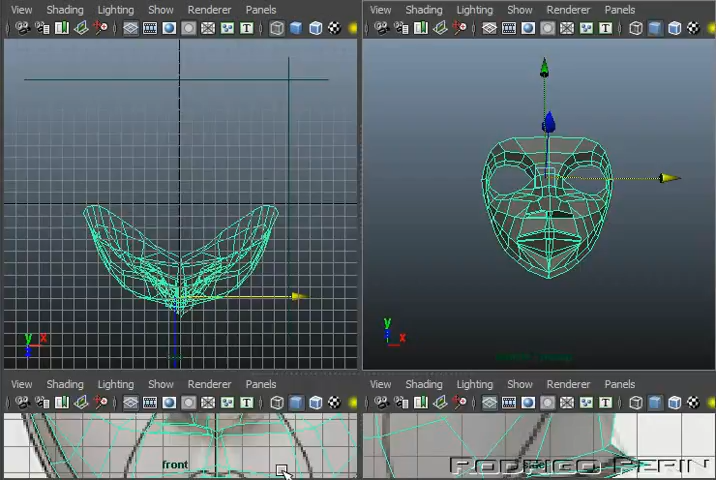 View Shading Lighting Show Renderer Panels
View Shading Lighting Show Renderer Panels
y x z
y x
View Shading Lighting Show Renderer Panels
View Shading Lighting Show Renderer Panels
front
RODRIGO PERIN